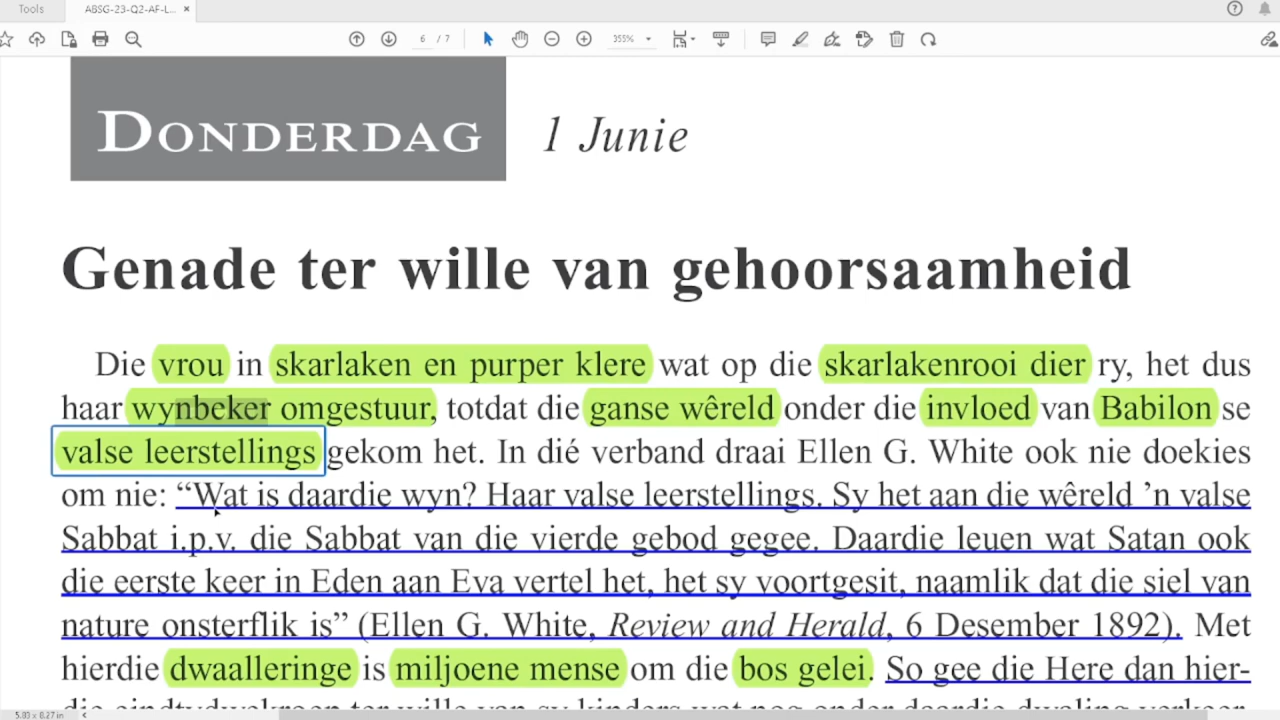 Tools
ABSG-23-Q2-AF-L... ×
6 / 7
355%
DONDERDAG 1 Junie
Genade ter wille van gehoorsaamheid
Die vrou in skarlaken en purper klere wat op die skarlakenrooi dier ry, het dus
haar wynbeker omgestuur, totdat die ganse wêreld onder die invloed van Babilon se
valse leerstellings gekom het. In dié verband draai Ellen G. White ook nie doekies
om nie: “Wat is daardie wyn? Haar valse leerstellings. Sy het aan die wêreld ’n valse
Sabbat i.p.v. die Sabbat van die vierde gebod gegee. Daardie leuen wat Satan ook
die eerste keer in Eden aan Eva vertel het, het sy voortgesit, naamlik dat die siel van
nature onsterflik is” (Ellen G. White, Review and Herald, 6 Desember 1892). Met
hierdie dwaalleringe is miljoene mense om die bos gelei. So gee die Here dan hier-
5.83 x 8.27 in